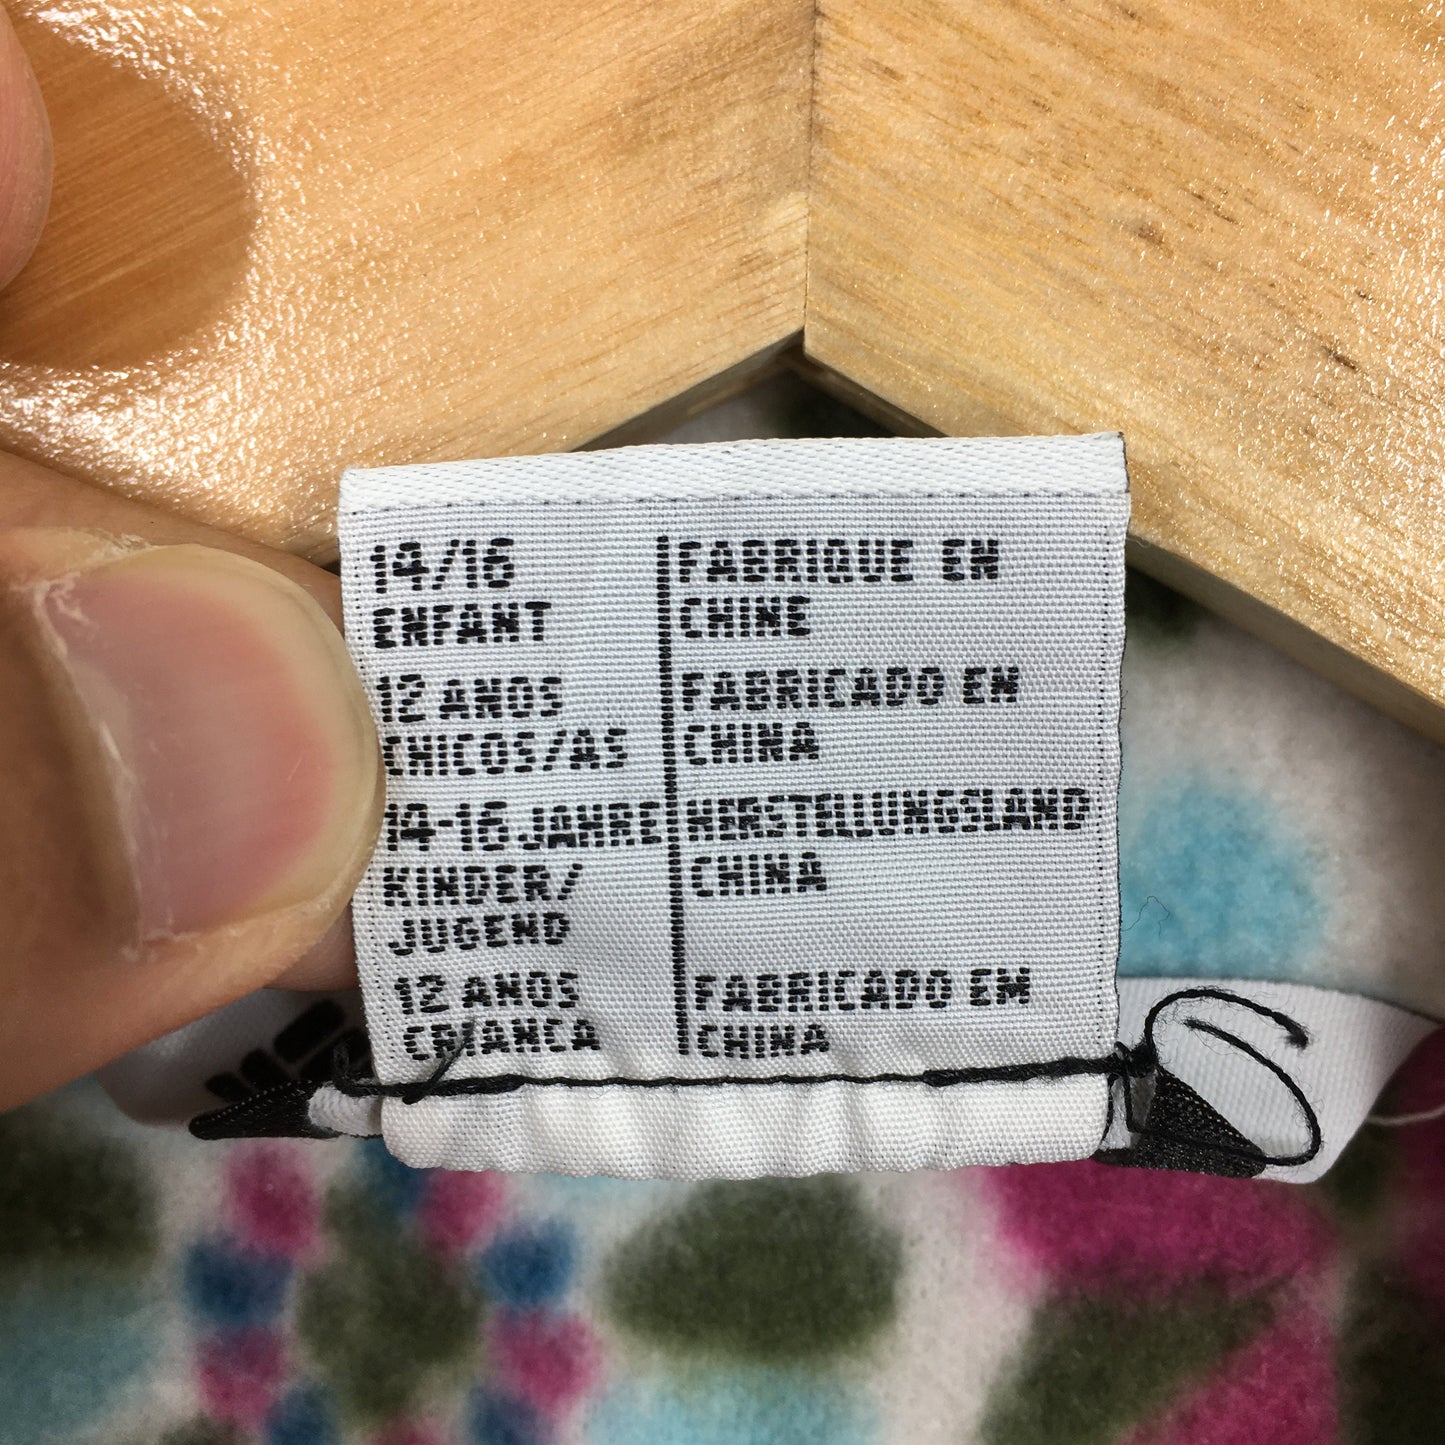 14/16
ENFANT
12 ANOS
CHICOS/AS
14-16 JAHRE
KINDER/
JUGEND
12 ANOS
CRIANCA
FABRIQUE EN
CHINE
FABRICADO EN
CHINA
HERSTELLUNGSLAND
CHINA
FABRICADO EM
CHINA